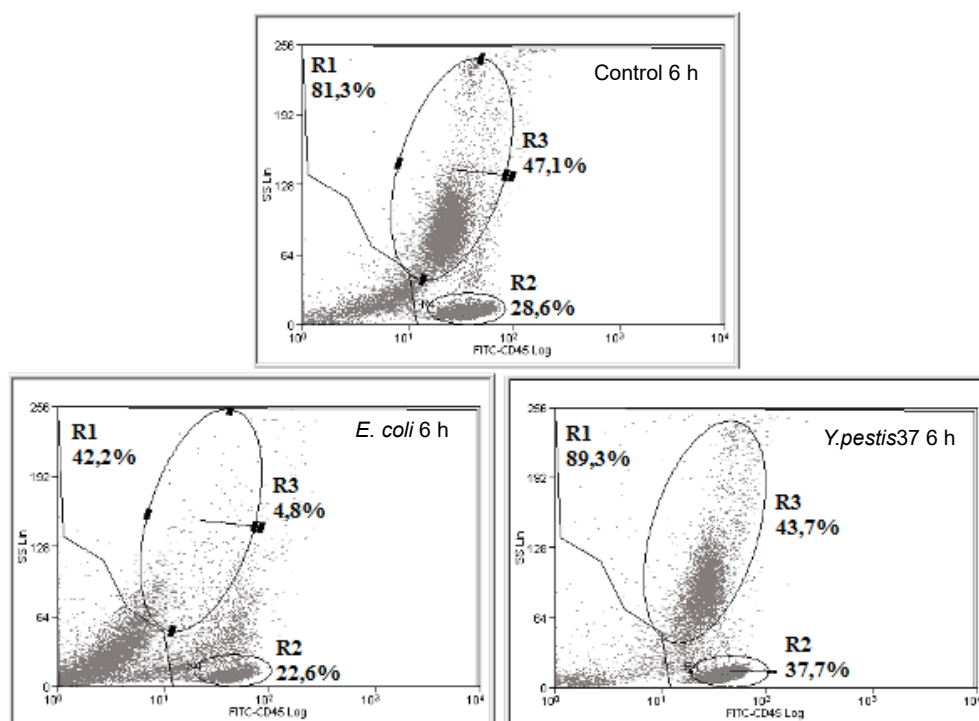 256
192
128
64
0
SS Lin
R1
81,3%
Control 6 h
R3
47,1%
R2
28,6%
10⁰
10¹
10²
10³
10⁴
FITC-CD45 Log
256
192
128
64
0
SS Lin
R1
42,2%
E. coli 6 h
R3
4,8%
R2
22,6%
10⁰
10¹
10²
10³
10⁴
FITC-CD45 Log
256
192
128
64
0
SS Lin
R1
89,3%
Y.pestis37 6 h
R3
43,7%
R2
37,7%
10⁰
10¹
10²
10³
FITC-CD45 Log